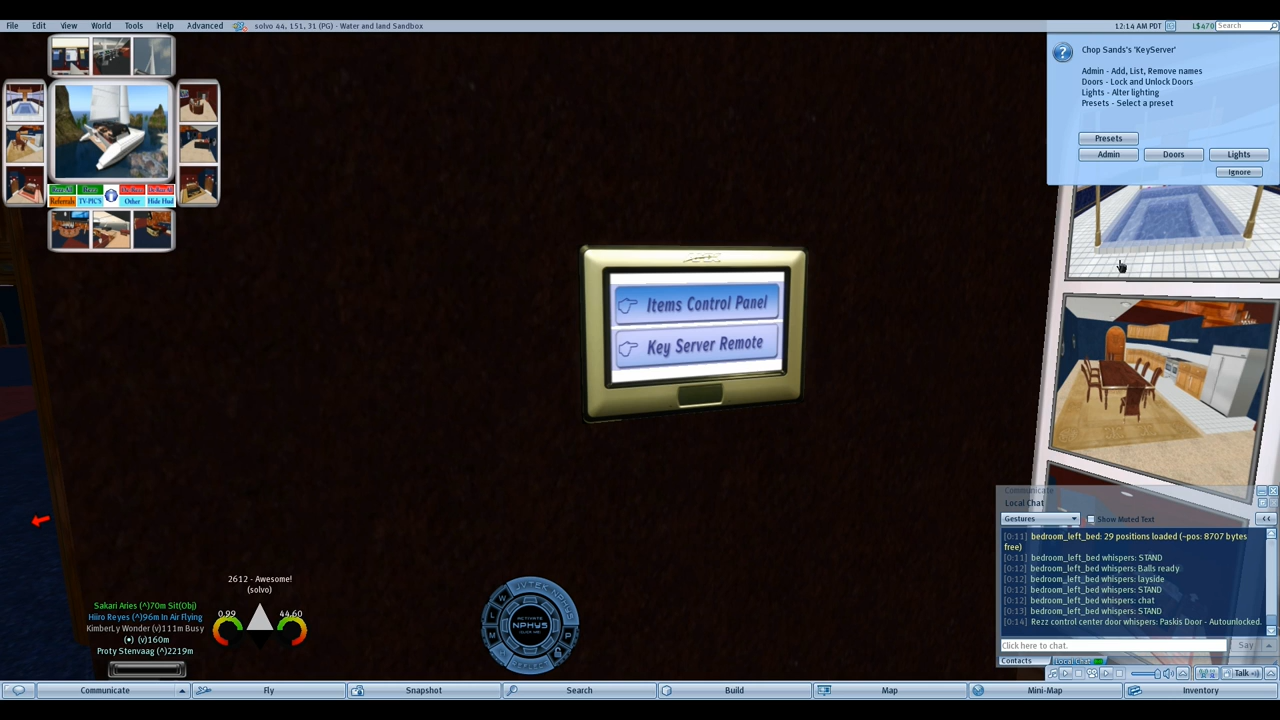 File Edit View World Tools Help Advanced solvo 44, 151, 31 (PG) - Water and land Sandbox 12:14 AM PDT L$470 Search
Chop Sands's 'KeyServer'
Admin - Add, List, Remove names
Doors - Lock and Unlock Doors
Lights - Alter lighting
Presets - Select a preset
Presets
Admin Doors Lights
Ignore
Referrals TV-PIC'S Other Hide Hud
Items Control Panel
Key Server Remote
Communicate
Local Chat
Gestures Show Muted Text <<
[0:11] bedroom_left_bed: 29 positions loaded (~pos: 8707 bytes
free)
[0:11] bedroom_left_bed whispers: STAND
[0:12] bedroom_left_bed whispers: Balls ready
[0:12] bedroom_left_bed whispers: layside
[0:12] bedroom_left_bed whispers: STAND
[0:12] bedroom_left_bed whispers: chat
[0:13] bedroom_left_bed whispers: STAND
[0:14] Rezz control center door whispers: Paskis Door - Autounlocked.
Click here to chat. Say
Contacts Local Chat
2612 - Awesome!
(solvo)
0.99 44.60
Sakari Aries (^)70m Sit(Obj)
Hiiro Reyes (^)96m In Air Flying
KimberLy Wonder (v)111m Busy
(•) (v)160m
Proty Stenvaag (^)2219m
ACTIVATE
NPHYS
Talk
Communicate Fly Snapshot Search Build Map Mini-Map Inventory